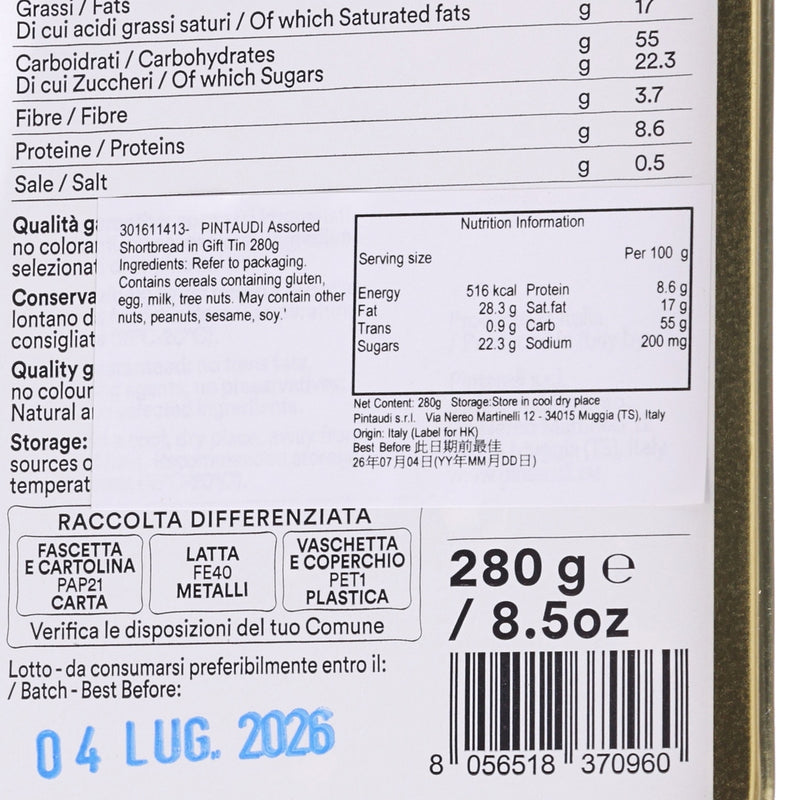 Grassi / Fats
Di cui acidi grassi saturi / Of which Saturated fats g 17
Carboidrati / Carbohydrates g 55
Di cui Zuccheri / Of which Sugars g 22.3
Fibre / Fibre g 3.7
Proteine / Proteins g 8.6
Sale / Salt g 0.5
Qualità
no
Conserva
lontano
Quality
no
Natural
Storage:
sources
301611413- PINTAUDI Assorted
Shortbread in Gift Tin 280g
Ingredients: Refer to packaging.
Contains cereals containing gluten,
egg, milk, tree nuts. May contain other
nuts, peanuts, sesame, soy.'
Nutrition Information
Serving size Per 100 g
Energy 516 kcal Protein 8.6 g
Fat 28.3 g Sat.fat 17 g
Trans 0.9 g Carb 55 g
Sugars 22.3 g Sodium 200 mg
Net Content: 280g Storage:Store in cool dry place
Pintaudi s.r.l. Via Nereo Martinelli 12 - 34015 Muggia (TS), Italy
Origin: Italy (Label for HK)
Best Before 此日期前最佳
26年07月04日(YY年MM月DD日)
RACCOLTA DIFFERENZIATA
FASCETTA
E CARTOLINA
PAP21
CARTA
LATTA
FE40
METALLI
VASCHETTA
E COPERCHIO
PET1
PLASTICA
Verifica le disposizioni del tuo Comune
280 g e
/ 8.5oz
Lotto - da consumarsi preferibilmente entro il:
/ Batch - Best Before:
04 LUG. 2026
8 056518 370960